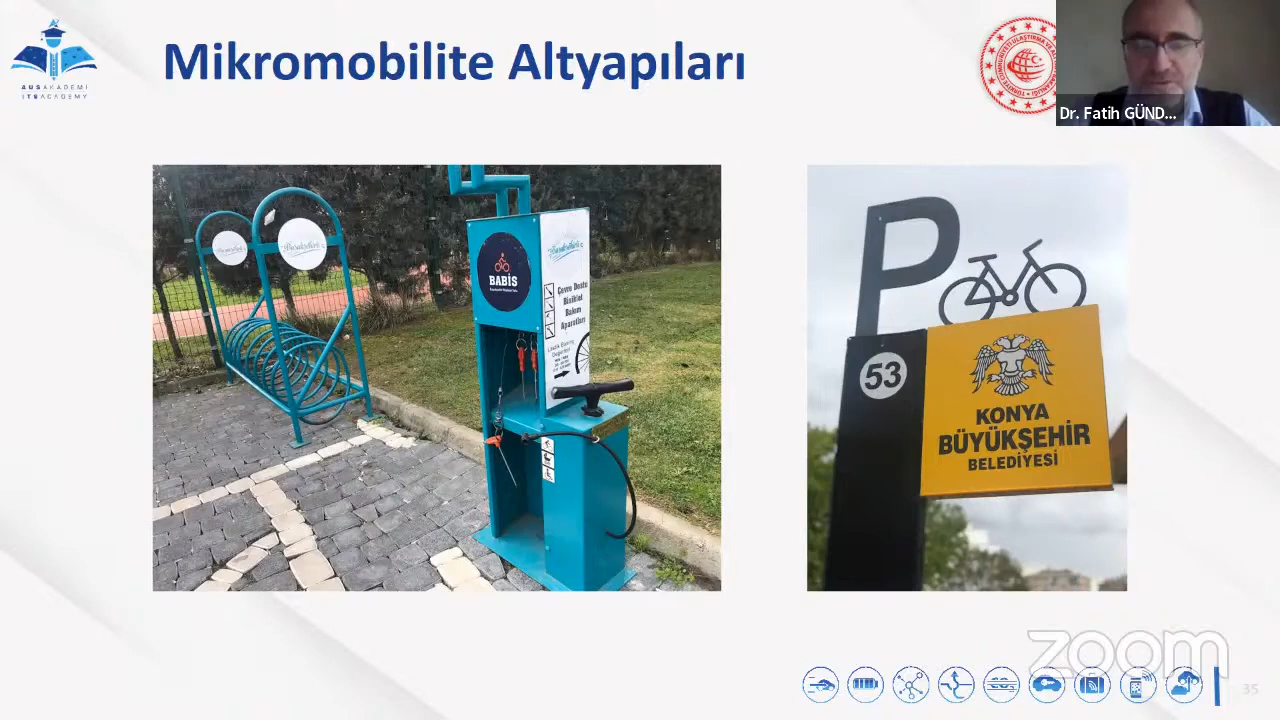 Mikromobilite Altyapıları
AUSAKADEMİ
ITSACADEMY
Dr. Fatih GÜND...
BABİS
Çevre Dostu
Bisiklet
Bakım
Aparatları
P
53
KONYA
BÜYÜKŞEHİR
BELEDİYESİ
zoom
35